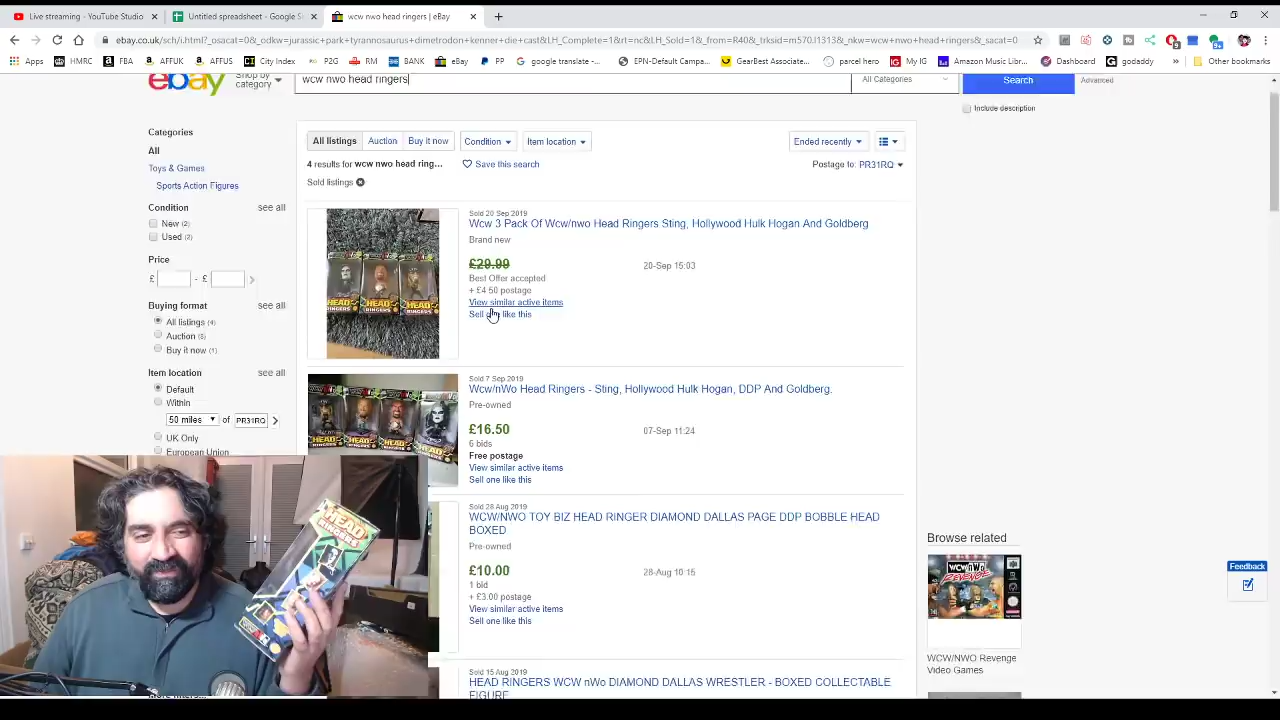 Live streaming - YouTube Studio
Untitled spreadsheet - Google S
wcw nwo head ringers | eBay
ebay.co.uk/sch/i.html?_osacat=0&_odkw=jurassic+park+tyrannosaurus+dimetrodon+kenner+die+cast&LH_Complete=1&rt=nc&LH_Sold=1&_from=R40&_trksid=m570.l1313&_nkw=wcw+nwo+head+ringers&_sacat=0
Apps HMRC FBA AFFUK AFFUS City Index P2G RM BANK eBay PP google translate -... EPN-Default Campa... GearBest Associate... parcel hero My IG Amazon Music Libr... Dashboard godaddy » Other bookmarks
ebay
Shop by
category
wcw nwo head ringers
All Categories
Search
Advanced
Include description
Categories
All
Toys & Games
Sports Action Figures
Condition see all
New (2)
Used (2)
Price
£ - £
Buying format see all
All listings (4)
Auction (3)
Buy it now (1)
Item location see all
Default
Within
50 miles of PR31RQ
UK Only
European Union
All listings Auction Buy it now Condition Item location Ended recently
4 results for wcw nwo head ring... Save this search Postage to: PR31RQ
Sold listings
Sold 20 Sep 2019
Wcw 3 Pack Of Wcw/nwo Head Ringers Sting, Hollywood Hulk Hogan And Goldberg
Brand new
£29.99 20-Sep 15:03
Best Offer accepted
+ £4.50 postage
View similar active items
Sell one like this
HEAD RINGERS
Sold 7 Sep 2019
Wcw/nWo Head Ringers - Sting, Hollywood Hulk Hogan, DDP And Goldberg.
Pre-owned
£16.50 07-Sep 11:24
6 bids
Free postage
View similar active items
Sell one like this
Sold 28 Aug 2019
WCW/NWO TOY BIZ HEAD RINGER DIAMOND DALLAS PAGE DDP BOBBLE HEAD
BOXED
Pre-owned
£10.00 28-Aug 10:15
1 bid
+ £3.00 postage
View similar active items
Sell one like this
Sold 15 Aug 2019
HEAD RINGERS WCW nWo DIAMOND DALLAS WRESTLER - BOXED COLLECTABLE
FIGURE
HEAD
RINGERS
Browse related
REVENGE
WCW/NWO Revenge
Video Games
Feedback